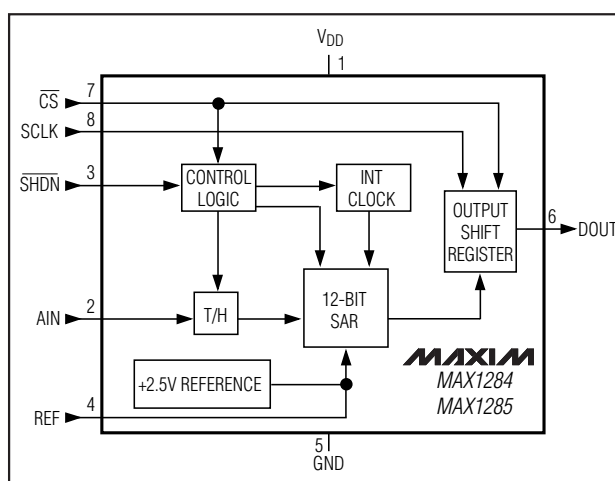 VDD
1
CS
7
SCLK
8
SHDN
3
CONTROL
LOGIC
INT
CLOCK
OUTPUT
SHIFT
REGISTER
6
DOUT
AIN
2
T/H
12-BIT
SAR
+2.5V REFERENCE
MAXIM
MAX1284
MAX1285
REF
4
5
GND